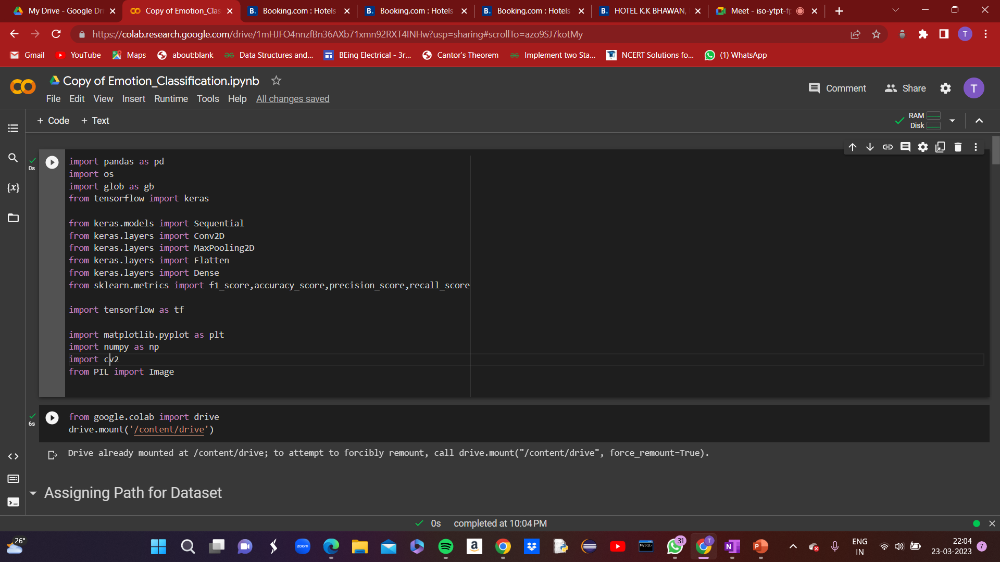 My Drive - Google Dri
Copy of Emotion_Clas
Booking.com : Hotels
Booking.com : Hotels
Booking.com : Hotels
HOTEL K.K BHAWAN,
Meet - iso-ytpt-fp
https://colab.research.google.com/drive/1mHJFO4nnzfBn36AXb71xmn92RXT4lNHw?usp=sharing#scrollTo=azo9SJ7kotMy
T
Gmail
YouTube
Maps
about:blank
Data Structures and...
BEing Electrical - 3r...
Cantor's Theorem
Implement two Sta...
NCERT Solutions fo...
(1) WhatsApp
Copy of Emotion_Classification.ipynb
Comment
Share
T
File Edit View Insert Runtime Tools Help All changes saved
+ Code + Text
RAM
Disk
{x}
0s
import pandas as pd
import os
import glob as gb
from tensorflow import keras
from keras.models import Sequential
from keras.layers import Conv2D
from keras.layers import MaxPooling2D
from keras.layers import Flatten
from keras.layers import Dense
from sklearn.metrics import f1_score,accuracy_score,precision_score,recall_score
import tensorflow as tf
import matplotlib.pyplot as plt
import numpy as np
import cv2
from PIL import Image
6s
from google.colab import drive
drive.mount('/content/drive')
Drive already mounted at /content/drive; to attempt to forcibly remount, call drive.mount("/content/drive", force_remount=True).
Assigning Path for Dataset
0s completed at 10:04 PM
26°
zoom
a
MySQL
31
T
N
P
ENG
IN
22:04
23-03-2023
7